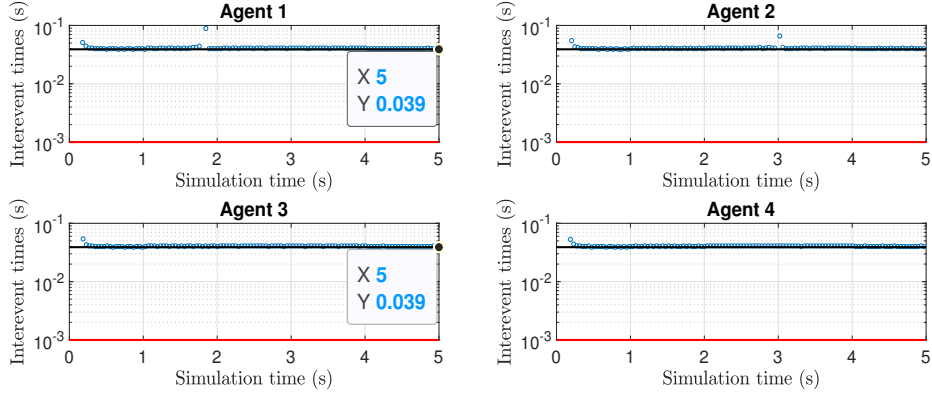 Agent 1
Interevent times (s)
10^-1
10^-2
10^-3
X 5
Y 0.039
0 1 2 3 4 5
Simulation time (s)
Agent 2
Interevent times (s)
10^-1
10^-2
10^-3
0 1 2 3 4 5
Simulation time (s)
Agent 3
Interevent times (s)
10^-1
10^-2
10^-3
X 5
Y 0.039
0 1 2 3 4 5
Simulation time (s)
Agent 4
Interevent times (s)
10^-1
10^-2
10^-3
0 1 2 3 4 5
Simulation time (s)